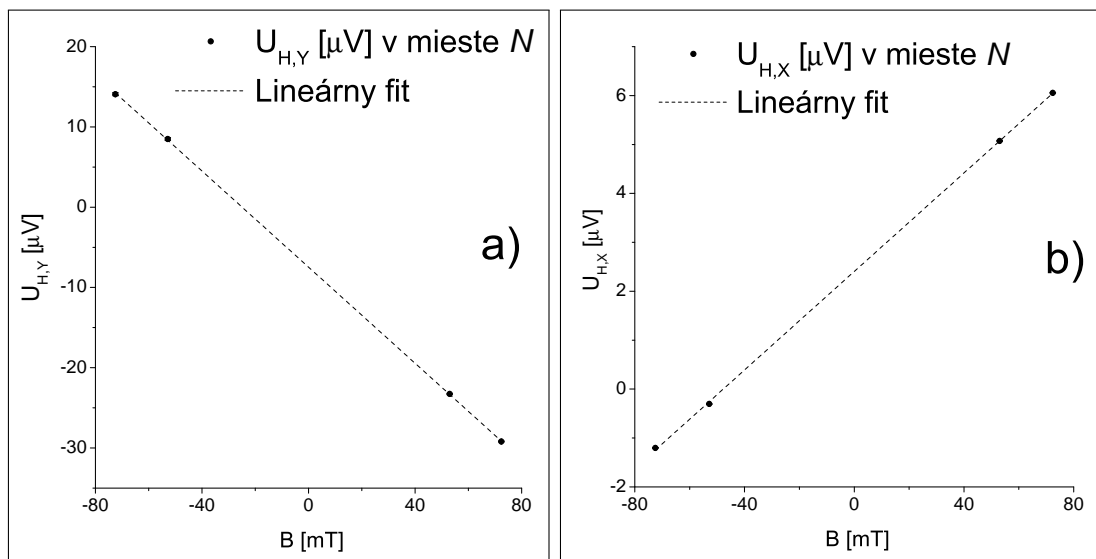 U_H,Y [μV] v mieste N
Lineárny fit
20
10
0
-10
-20
-30
U_H,Y [μV]
a)
-80 -40 0 40 80
B [mT]
U_H,X [μV] v mieste N
Lineárny fit
6
4
2
0
-2
U_H,X [μV]
b)
-80 -40 0 40 80
B [mT]